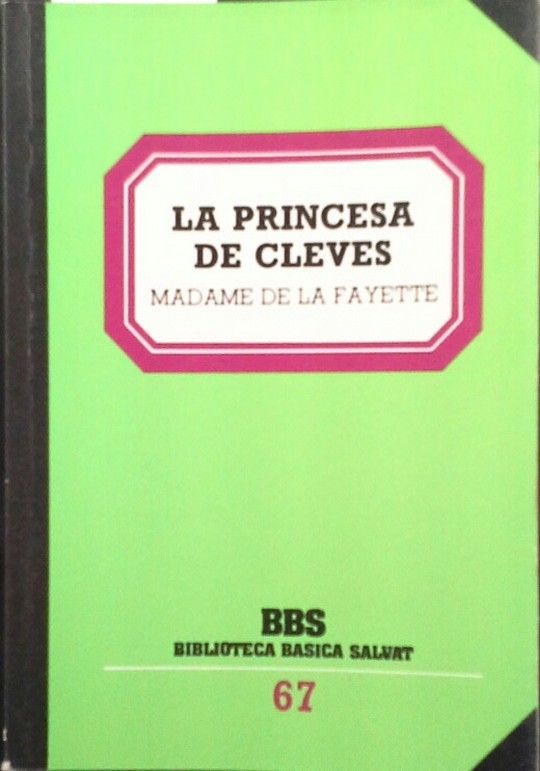 LA PRINCESA
DE CLEVES
MADAME DE LA FAYETTE
BBS
BIBLIOTECA BASICA SALVAT
67